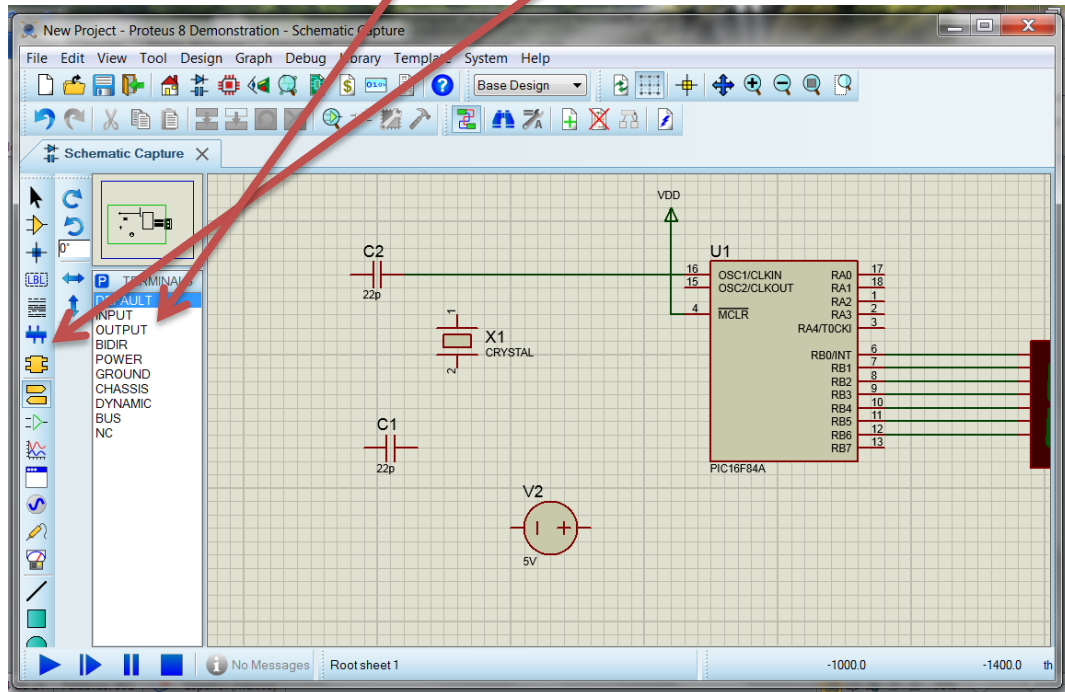 New Project - Proteus 8 Demonstration - Schematic Capture
File Edit View Tool Design Graph Debug Library Template System Help
Base Design
Schematic Capture
0°
LBL
P TERMINALS
DEFAULT
INPUT
OUTPUT
BIDIR
POWER
GROUND
CHASSIS
DYNAMIC
BUS
NC
VDD
C2
22p
1
X1
CRYSTAL
2
C1
22p
V2
5V
U1
16 OSC1/CLKIN
15 OSC2/CLKOUT
4 MCLR
RA0 17
RA1 18
RA2 1
RA3 2
RA4/T0CKI 3
RB0/INT 6
RB1 7
RB2 8
RB3 9
RB4 10
RB5 11
RB6 12
RB7 13
PIC16F84A
No Messages Root sheet 1 -1000.0 -1400.0 th